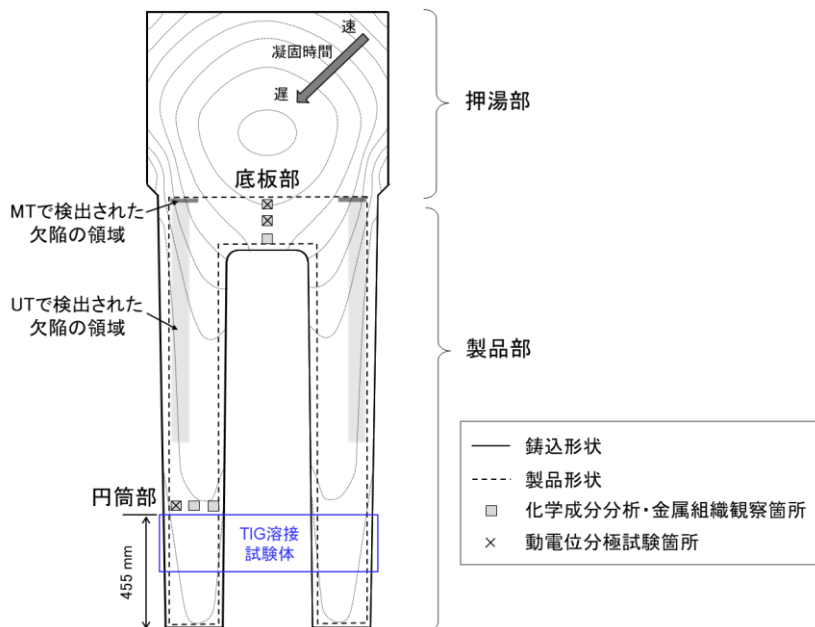 速
凝固時間
遅
押湯部
底板部
MTで検出された
欠陥の領域
UTで検出された
欠陥の領域
製品部
円筒部
455 mm
TIG溶接
試験体
鋳込形状
製品形状
化学成分分析・金属組織観察箇所
動電位分極試験箇所